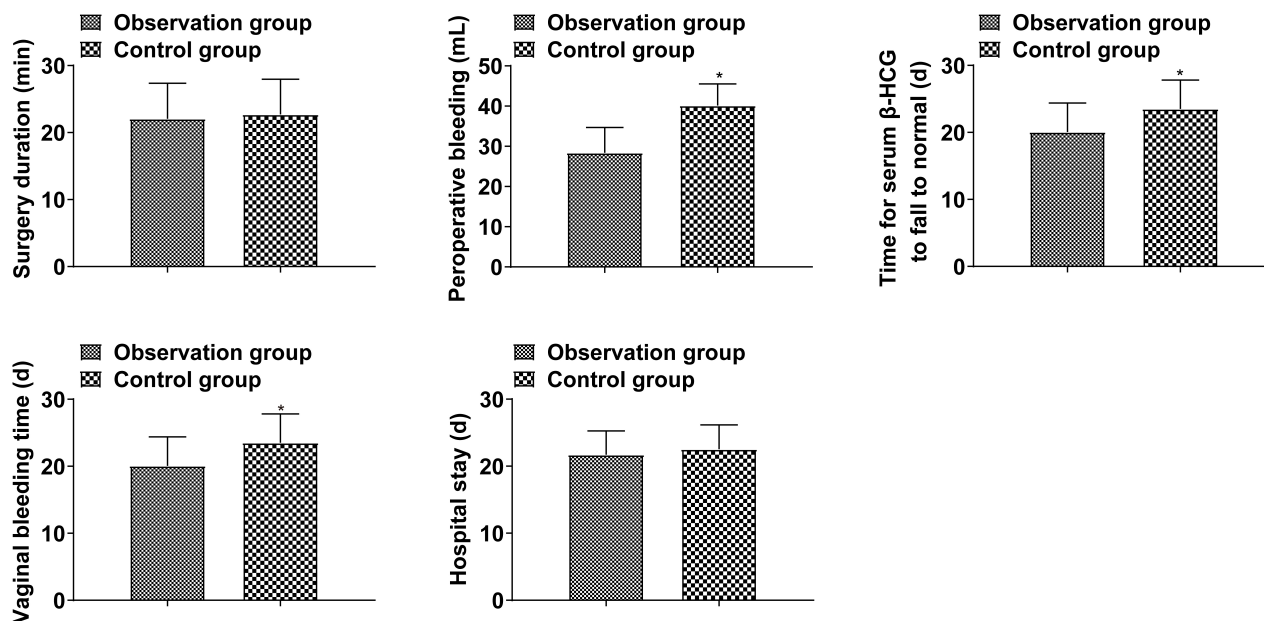 Observation group
Control group
Surgery duration (min)
30
20
10
0
Observation group
Control group
Peroperative bleeding (mL)
50
40
30
20
10
0
*
Observation group
Control group
Time for serum β-HCG
to fall to normal (d)
30
20
10
0
*
Observation group
Control group
Vaginal bleeding time (d)
30
20
10
0
*
Observation group
Control group
Hospital stay (d)
30
20
10
0